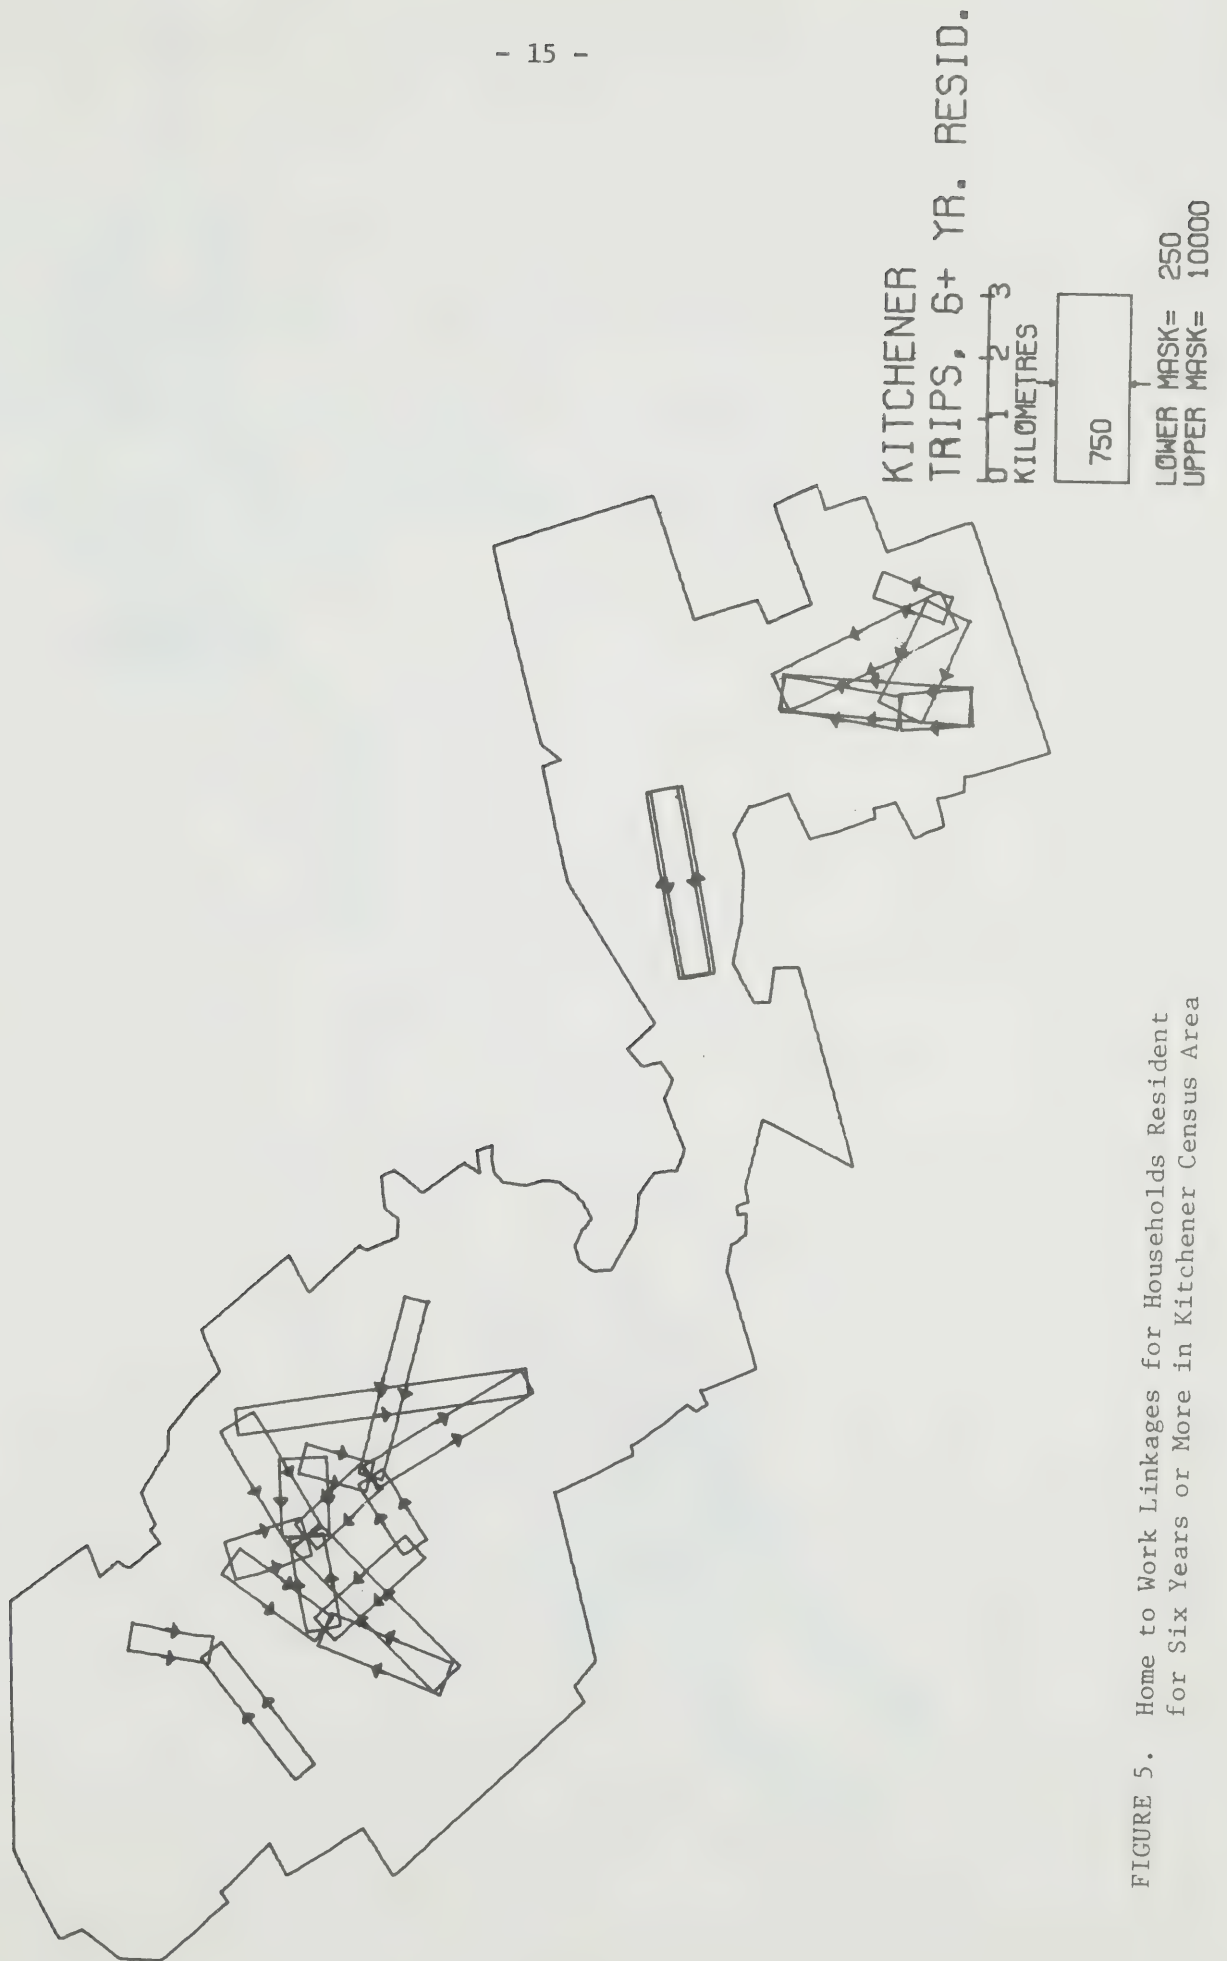 - 15 -
KITCHENER
TRIPS, 6+ YR. RESID.
0 1 2 3
KILOMETRES
750
LOWER MASK= 250
UPPER MASK= 10000
FIGURE 5. Home to Work Linkages for Households Resident
for Six Years or More in Kitchener Census Area